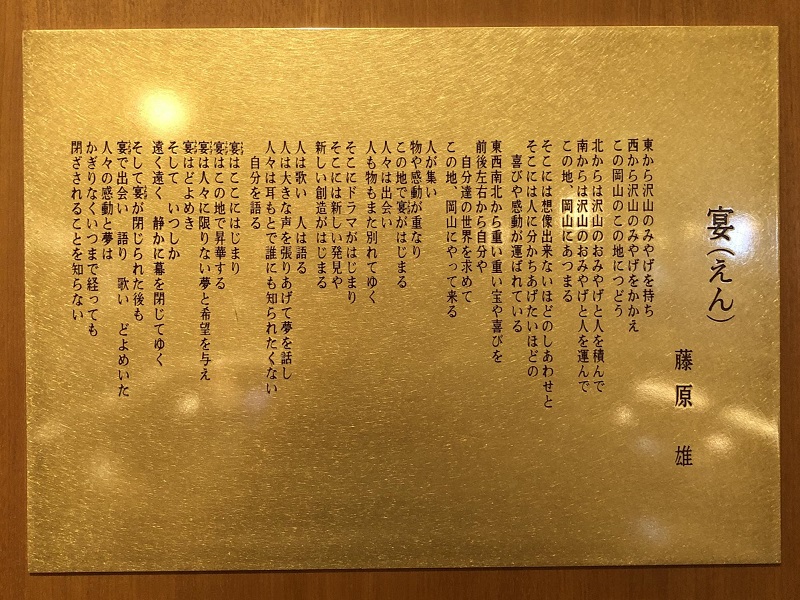 宴(えん)
藤原 雄
東から沢山のみやげを持ち
西から沢山のみやげをかかえ
この岡山のこの地につどう
北からは沢山のおみやげと人を積んで
南からは沢山のおみやげと人を運んで
この地、岡山にあつまる
そこには想像出来ないほどのしあわせと
そこには人に分かちあげたいほどの
喜びや感動が運ばれている
東西南北から重い重い宝や喜びを
前後左右から自分や
自分達の世界を求めて
この地、岡山にやって来る
人が集い
物や感動が重なり
この地で宴がはじまる
人々は出会い
人も物もまた別れてゆく
そこにドラマがはじまり
そこには新しい発見や
新しい創造がはじまる
人は歌い 人は語る
人は大きな声を張りあげて夢を話し
人々は耳もとで誰にも知られたくない
自分を語る
宴はここにはじまり
宴はこの地で昇華する
宴は人々に限りない夢と希望を与え
宴はどよめき
そして いつしか
遠く遠く 静かに幕を閉じてゆく
そして宴が閉じられた後も
宴で出会い 語り 歌い どよめいた
人々の感動と夢は
かぎりなくいつまで経っても
閉ざされることを知らない